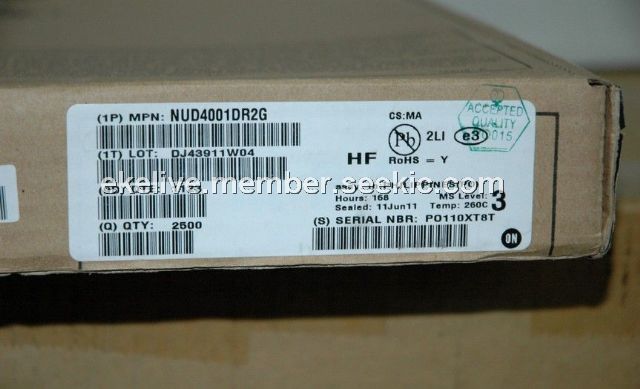 (1P) MPN: NUD4001DR2G
(1T) LOT: DJ43911W04
(Q) QTY: 2500
CS:MA
Pb 2LI e3
HF RoHS = Y
Hours: 168 MS Level:
3
Sealed: 11Jun11 Temp: 260C
(S) SERIAL NBR: PO110XT8T
ON
ACCEPTED
QUALITY
ekelive.member.seekic.com